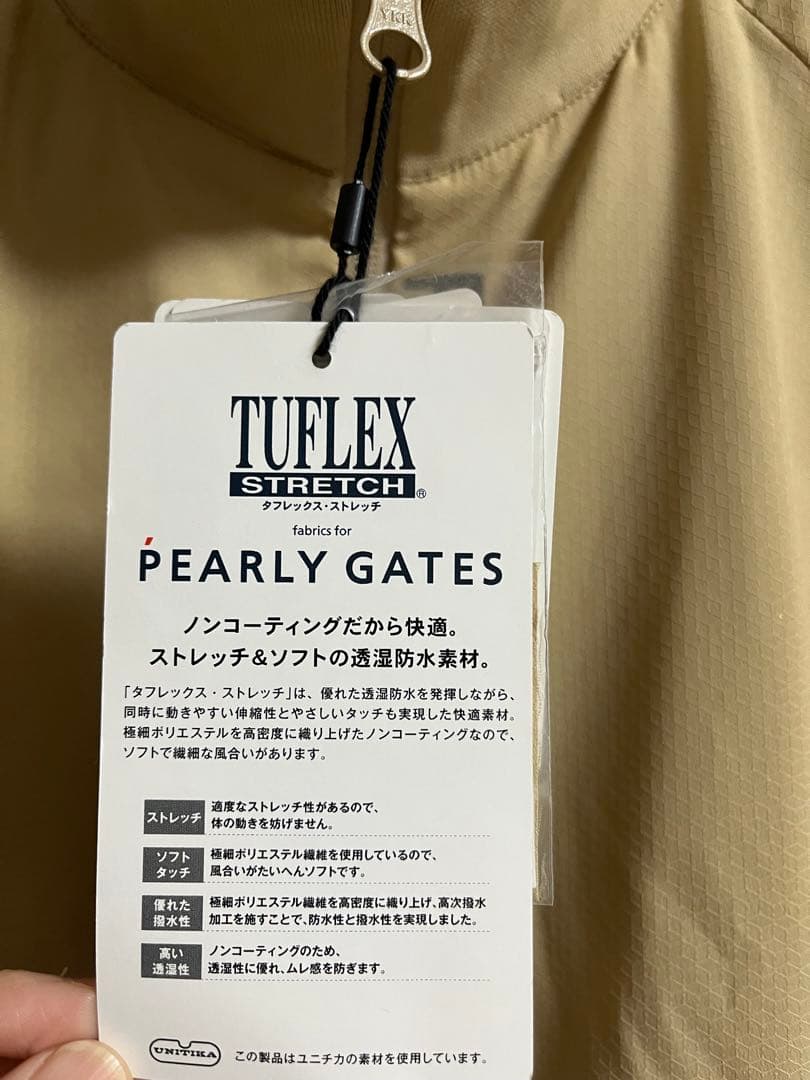 YKK
TUFLEX
STRETCH®
タフレックス・ストレッチ
fabrics for
PEARLY GATES
ノンコーティングだから快適。
ストレッチ&ソフトの透湿防水素材。
「タフレックス・ストレッチ」は、優れた透湿防水を発揮しながら、
同時に動きやすい伸縮性とやさしいタッチも実現した快適素材。
極細ポリエステルを高密度に織り上げたノンコーティングなので、
ソフトで繊細な風合いがあります。
ストレッチ
適度なストレッチ性があるので、
体の動きを妨げません。
ソフト
タッチ
極細ポリエステル繊維を使用しているので、
風合いがたいへんソフトです。
優れた
撥水性
極細ポリエステル繊維を高密度に織り上げ、高次撥水
加工を施すことで、防水性と撥水性を実現しました。
高い
透湿性
ノンコーティングのため、
透湿性に優れ、ムレ感を防ぎます。
UNITIKA
この製品はユニチカの素材を使用しています。